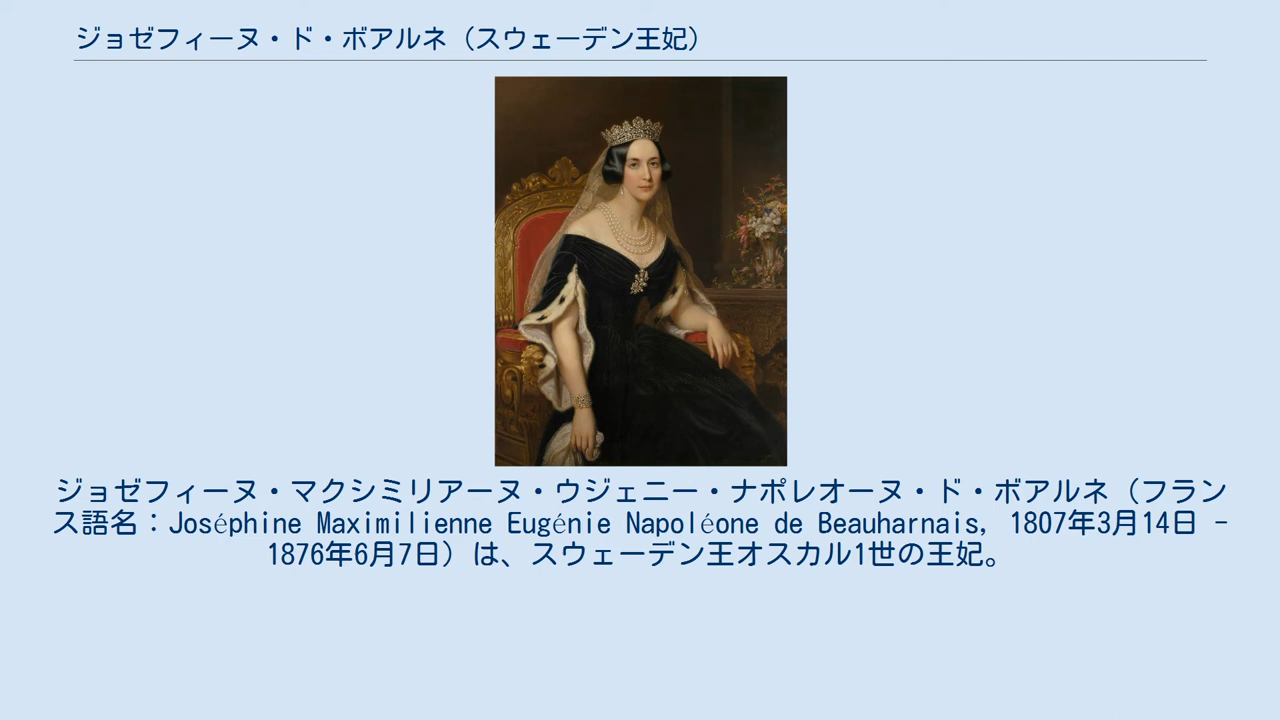 ジョゼフィーヌ・ド・ボアルネ（スウェーデン王妃）
ジョゼフィーヌ・マクシミリアーヌ・ウジェニー・ナポレオーヌ・ド・ボアルネ（フラン
ス語名：Joséphine Maximilienne Eugénie Napoléone de Beauharnais, 1807年3月14日 -
1876年6月7日）は、スウェーデン王オスカル1世の王妃。